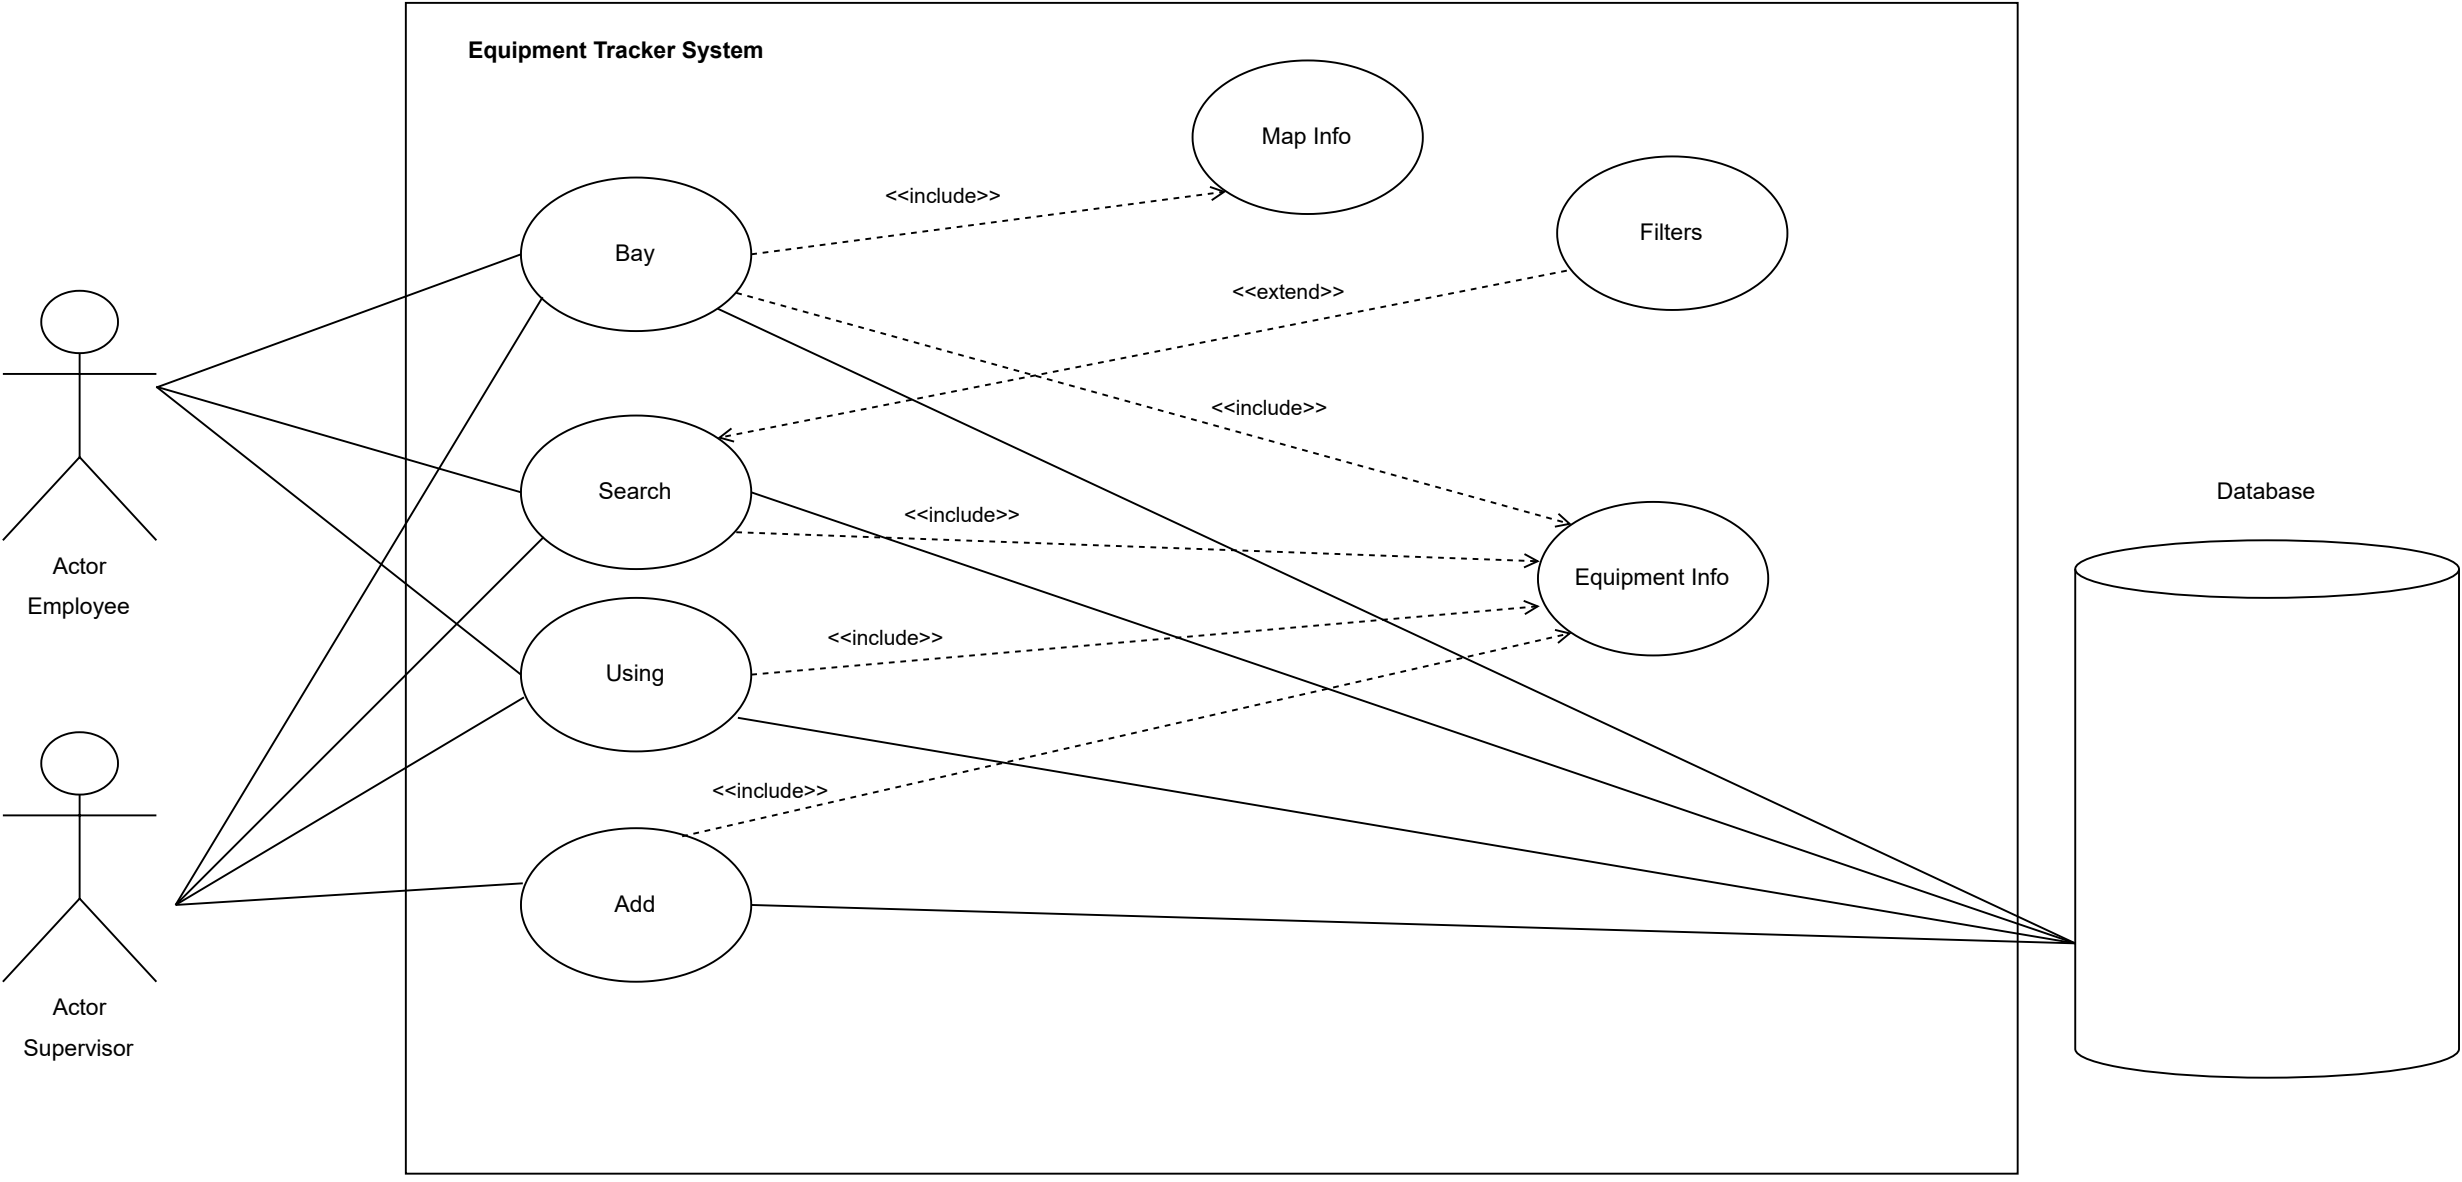 Equipment Tracker System
Map Info
<<include>>
Filters
Bay
<<extend>>
<<include>>
Search
<<include>>
Database
Actor
Employee
Equipment Info
<<include>>
Using
<<include>>
Add
Actor
Supervisor